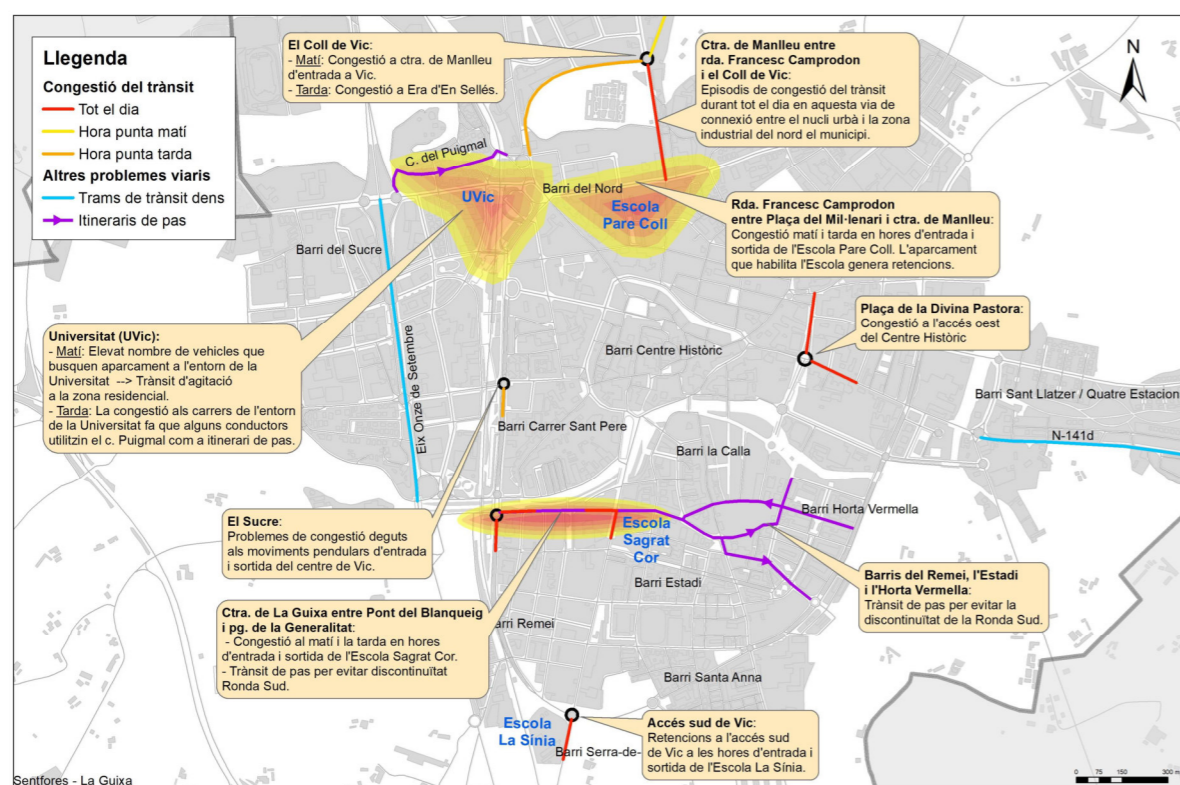 Llegenda
Congestió del trànsit
Tot el dia
Hora punta matí
Hora punta tarda
Altres problemes viaris
Trams de trànsit dens
Itineraris de pas
El Coll de Vic:
- Matí: Congestió a ctra. de Manlleu
d'entrada a Vic.
- Tarda: Congestió a Era d'En Sellés.
Ctra. de Manlleu entre
rda. Francesc Camprodon
i el Coll de Vic:
Episodis de congestió del trànsit
durant tot el dia en aquesta via de
connexió entre el nucli urbà i la zona
industrial del nord el municipi.
N
C. del Puigmal
UVic
Barri del Nord
Escola
Pare Coll
Rda. Francesc Camprodon
entre Plaça del Mil·lenari i ctra. de Manlleu:
Congestió matí i tarda en hores d'entrada i
sortida de l'Escola Pare Coll. L'aparcament
que habilita l'Escola genera retencions.
Barri del Sucre
Universitat (UVic):
- Matí: Elevat nombre de vehicles que
busquen aparcament a l'entorn de la
Universitat --> Trànsit d'agitació
a la zona residencial.
- Tarda: La congestió als carrers de l'entorn
de la Universitat fa que alguns conductors
utilitzin el c. Puigmal com a itinerari de pas.
Eix Onze de Setembre
Plaça de la Divina Pastora:
Congestió a l'accés oest
del Centre Històric
Barri Centre Històric
Barri Sant Llatzer / Quatre Estacion
Barri Carrer Sant Pere
N-141d
Barri la Calla
El Sucre:
Problemes de congestió deguts
als moviments pendulars d'entrada
i sortida del centre de Vic.
Escola
Sagrat
Cor
Barri Horta Vermella
Barri Estadi
Barris del Remei, l'Estadi
i l'Horta Vermella:
Trànsit de pas per evitar la
discontinuïtat de la Ronda Sud.
Ctra. de La Guixa entre Pont del Blanqueig
i pg. de la Generalitat:
- Congestió al matí i la tarda en hores
d'entrada i sortida de l'Escola Sagrat Cor.
- Trànsit de pas per evitar discontinuïtat
Ronda Sud.
arri Remei
Barri Santa Anna
Escola
La Sínia
Barri Serra-de-
Accés sud de Vic:
Retencions a l'accés sud
de Vic a les hores d'entrada i
sortida de l'Escola La Sínia.
Sentfores - La Guixa
0 75 150 300 m